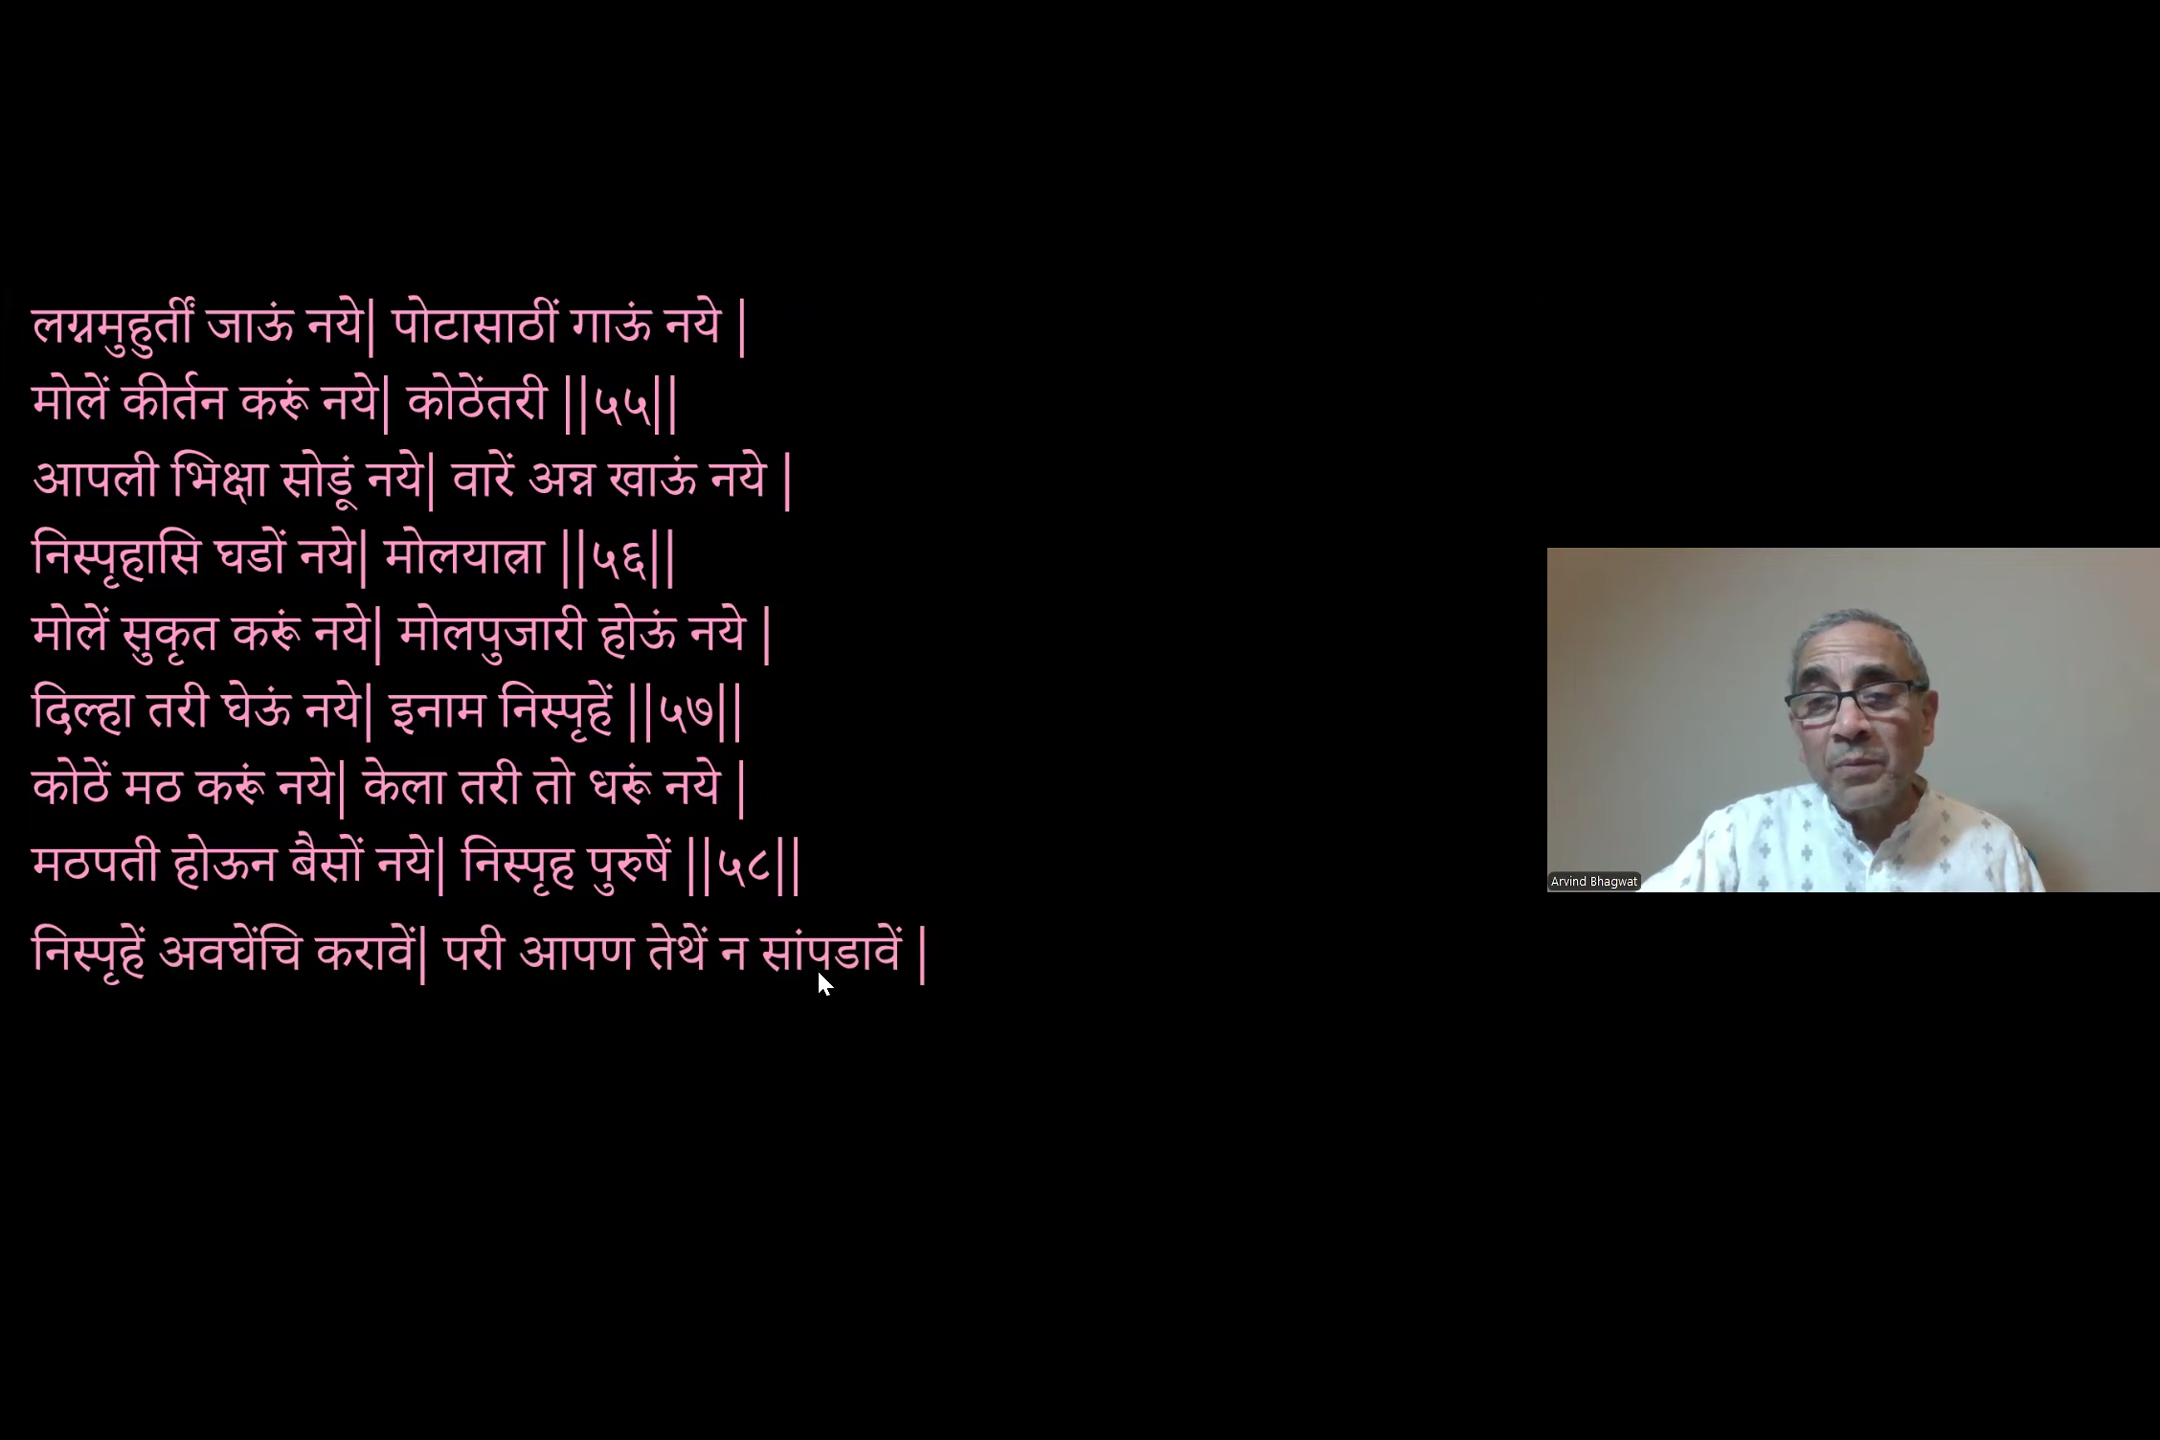 लग्नमुहुर्तीं जाऊं नये| पोटासाठीं गाऊं नये |
मोलें कीर्तन करूं नये| कोठेंतरी ||५५||
आपली भिक्षा सोडूं नये| वारें अन्न खाऊं नये |
निस्पृहासि घडों नये| मोलयात्रा ||५६||
मोलें सुकृत करूं नये| मोलपुजारी होऊं नये |
दिल्हा तरी घेऊं नये| इनाम निस्पृहें ||५७||
कोठें मठ करूं नये| केला तरी तो धरूं नये |
मठपती होऊन बैसों नये| निस्पृह पुरुषें ||५८||
निस्पृहें अवघेंचि करावें| परी आपण तेथें न सांपडावें |
Arvind Bhagwat